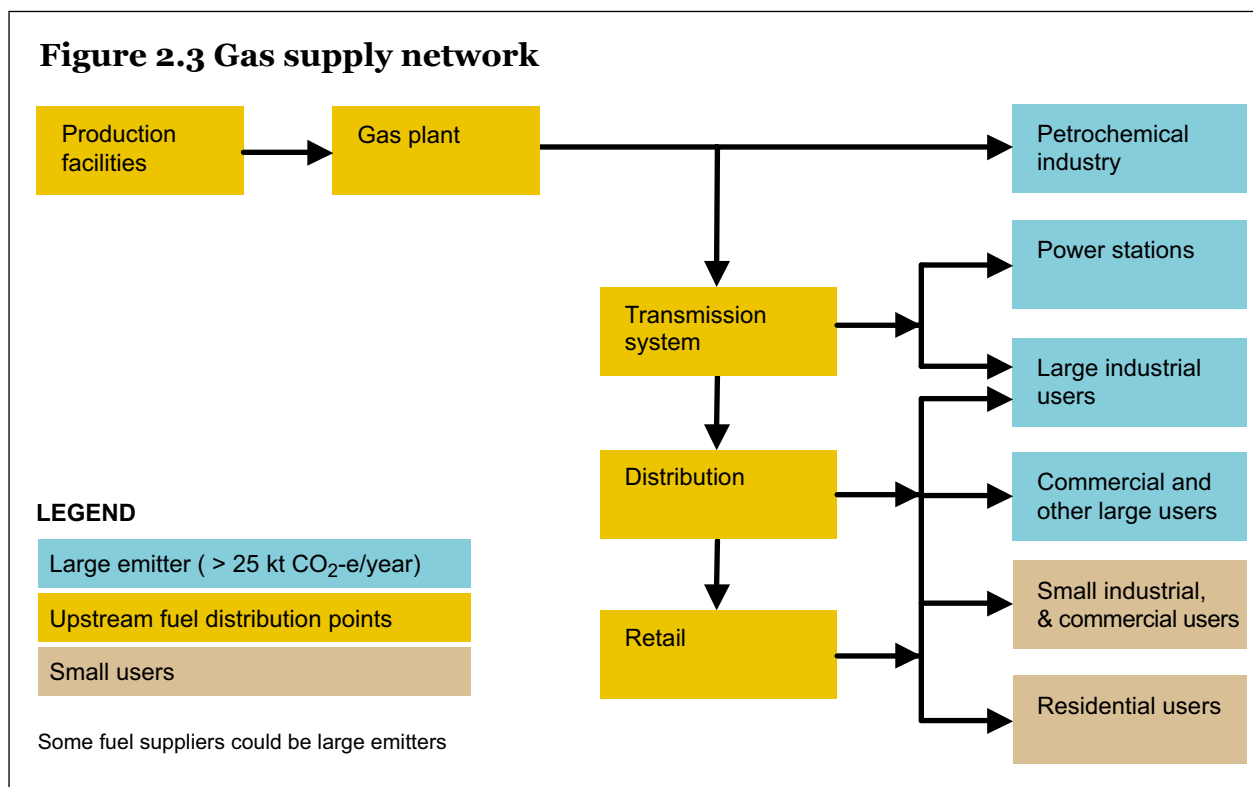 Figure 2.3 Gas supply network
Production
facilities
Gas plant
Petrochemical
industry
Power stations
Transmission
system
Large industrial
users
Distribution
Commercial and
other large users
LEGEND
Large emitter ( > 25 kt CO₂-e/year)
Upstream fuel distribution points
Small users
Small industrial,
& commercial users
Retail
Residential users
Some fuel suppliers could be large emitters